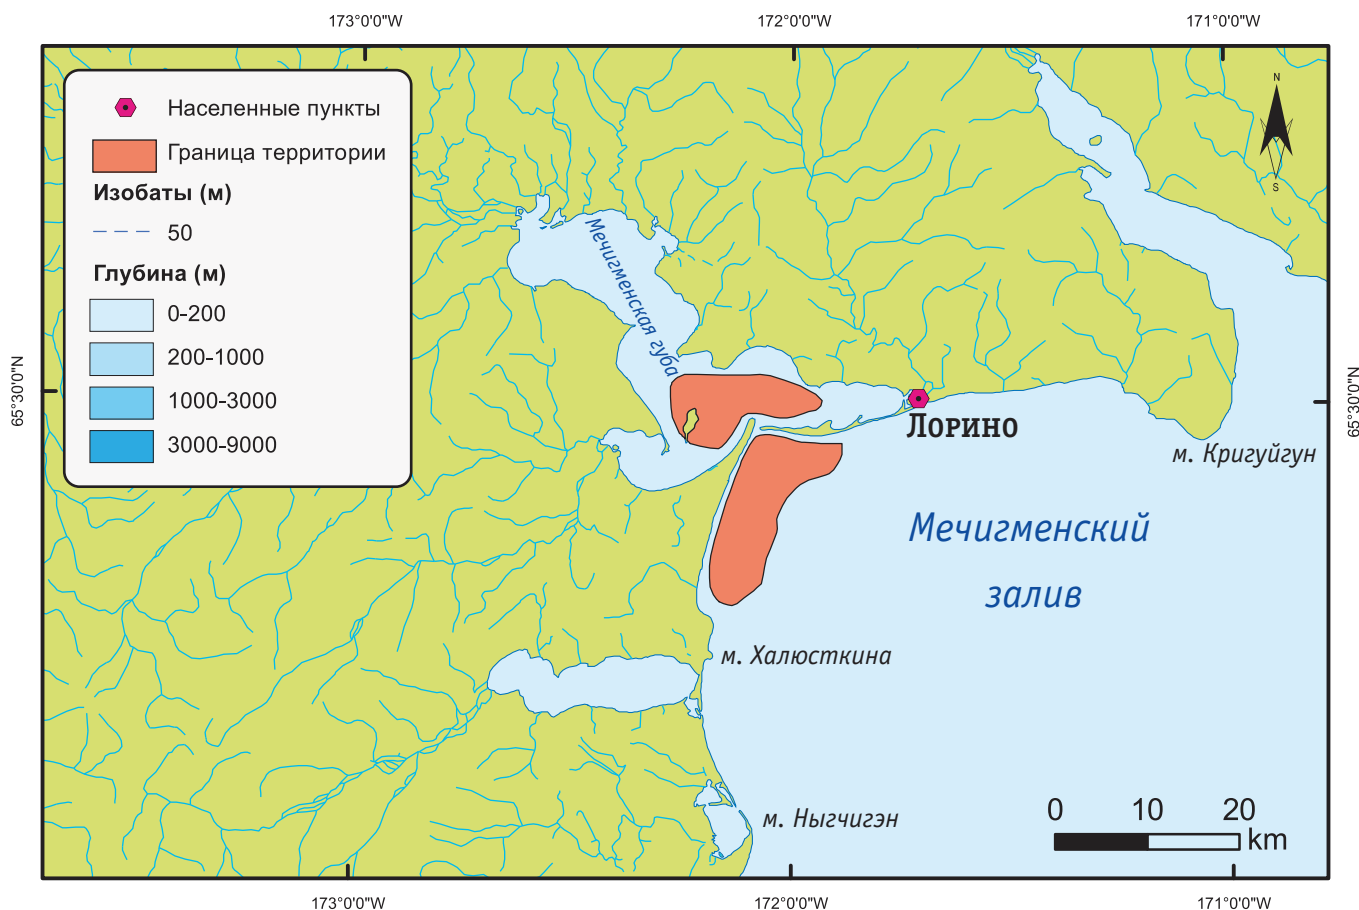 173°0'0"W
172°0'0"W
171°0'0"W
N
S
Населенные пункты
Граница территории
Изобаты (м)
50
Глубина (м)
0-200
200-1000
1000-3000
3000-9000
Мечигменская губа
65°30'0"N
65°30'0"N
Лорино
м. Кригуйгун
Мечигменский
залив
м. Халюсткина
м. Ныгчигэн
0 10 20
km
173°0'0"W
172°0'0"W
171°0'0"W